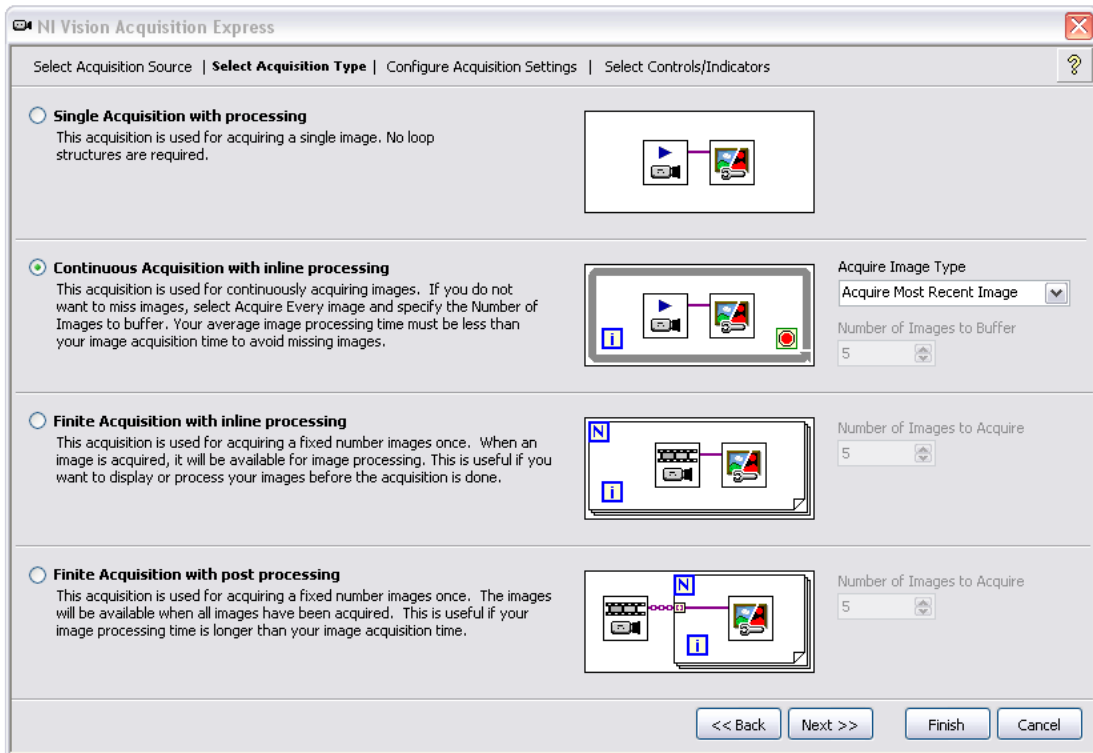 NI Vision Acquisition Express
Select Acquisition Source | Select Acquisition Type | Configure Acquisition Settings | Select Controls/Indicators
?
Single Acquisition with processing
This acquisition is used for acquiring a single image. No loop
structures are required.
Continuous Acquisition with inline processing
This acquisition is used for continuously acquiring images. If you do not
want to miss images, select Acquire Every image and specify the Number of
Images to buffer. Your average image processing time must be less than
your image acquisition time to avoid missing images.
i
Acquire Image Type
Acquire Most Recent Image
Number of Images to Buffer
5
Finite Acquisition with inline processing
This acquisition is used for acquiring a fixed number images once. When an
image is acquired, it will be available for image processing. This is useful if you
want to display or process your images before the acquisition is done.
N
i
Number of Images to Acquire
5
Finite Acquisition with post processing
This acquisition is used for acquiring a fixed number images once. The images
will be available when all images have been acquired. This is useful if your
image processing time is longer than your image acquisition time.
N
i
Number of Images to Acquire
5
<< Back
Next >>
Finish
Cancel